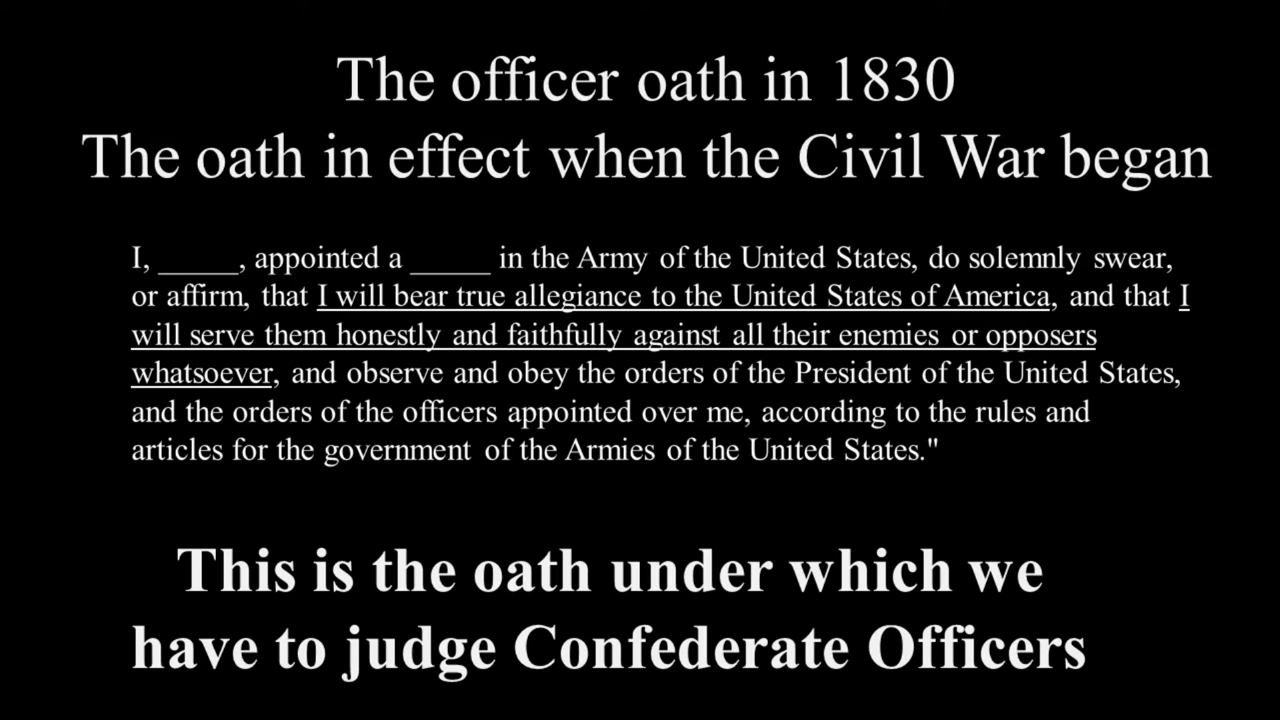 The officer oath in 1830
The oath in effect when the Civil War began
I, _____, appointed a _____ in the Army of the United States, do solemnly swear,
or affirm, that I will bear true allegiance to the United States of America, and that I
will serve them honestly and faithfully against all their enemies or opposers
whatsoever, and observe and obey the orders of the President of the United States,
and the orders of the officers appointed over me, according to the rules and
articles for the government of the Armies of the United States."
This is the oath under which we
have to judge Confederate Officers